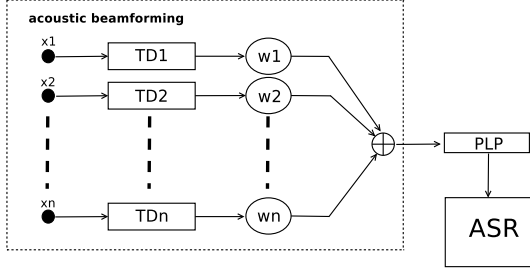 acoustic beamforming
x1
TD1
w1
x2
TD2
w2
PLP
xn
TDn
wn
ASR